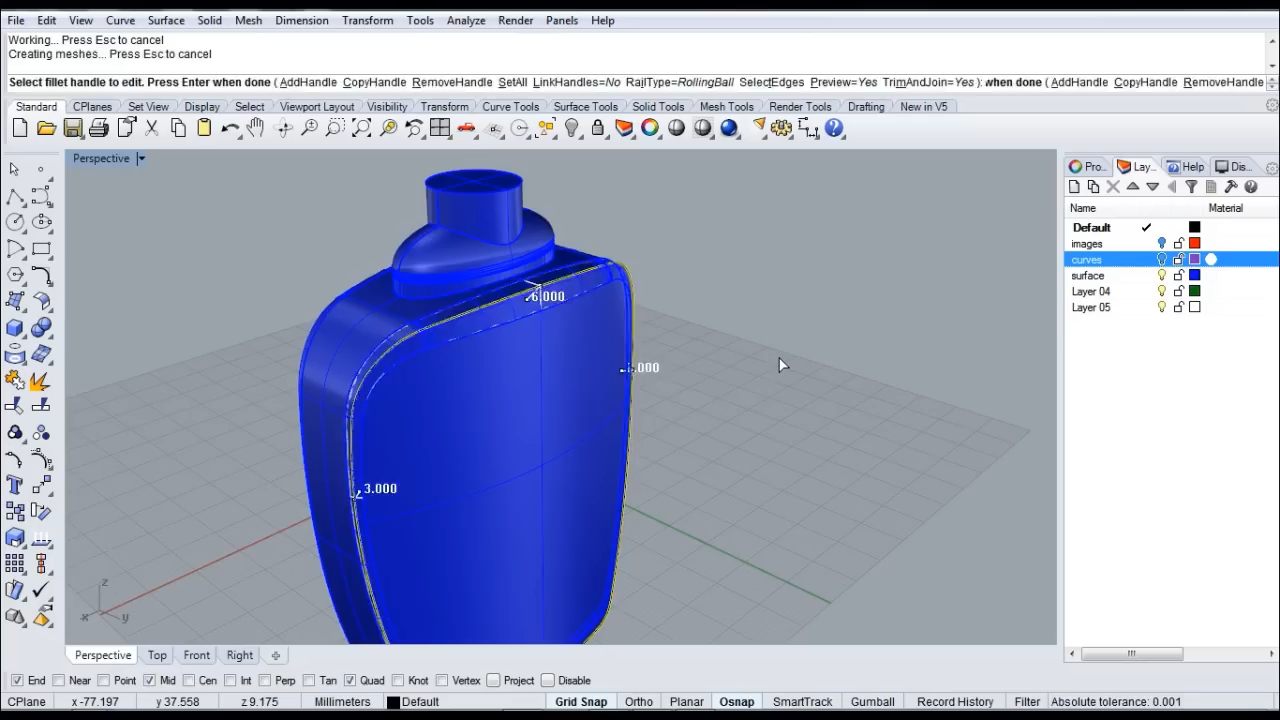 File Edit View Curve Surface Solid Mesh Dimension Transform Tools Analyze Render Panels Help
Working... Press Esc to cancel
Creating meshes... Press Esc to cancel
Select fillet handle to edit. Press Enter when done ( AddHandle CopyHandle RemoveHandle SetAll LinkHandles=No RailType=RollingBall SelectEdges Preview=Yes TrimAndJoin=Yes ): when done ( AddHandle CopyHandle RemoveHandle
Standard CPlanes Set View Display Select Viewport Layout Visibility Transform Curve Tools Surface Tools Solid Tools Mesh Tools Render Tools Drafting New in V5
Perspective
Pro... Lay... Help Dis...
Name Material
Default
images
curves
surface
Layer 04
Layer 05
6.000
.000
3.000
z
x y
Perspective Top Front Right
End Near Point Mid Cen Int Perp Tan Quad Knot Vertex Project Disable
CPlane x -77.197 y 37.558 z 9.175 Millimeters Default Grid Snap Ortho Planar Osnap SmartTrack Gumball Record History Filter Absolute tolerance: 0.001